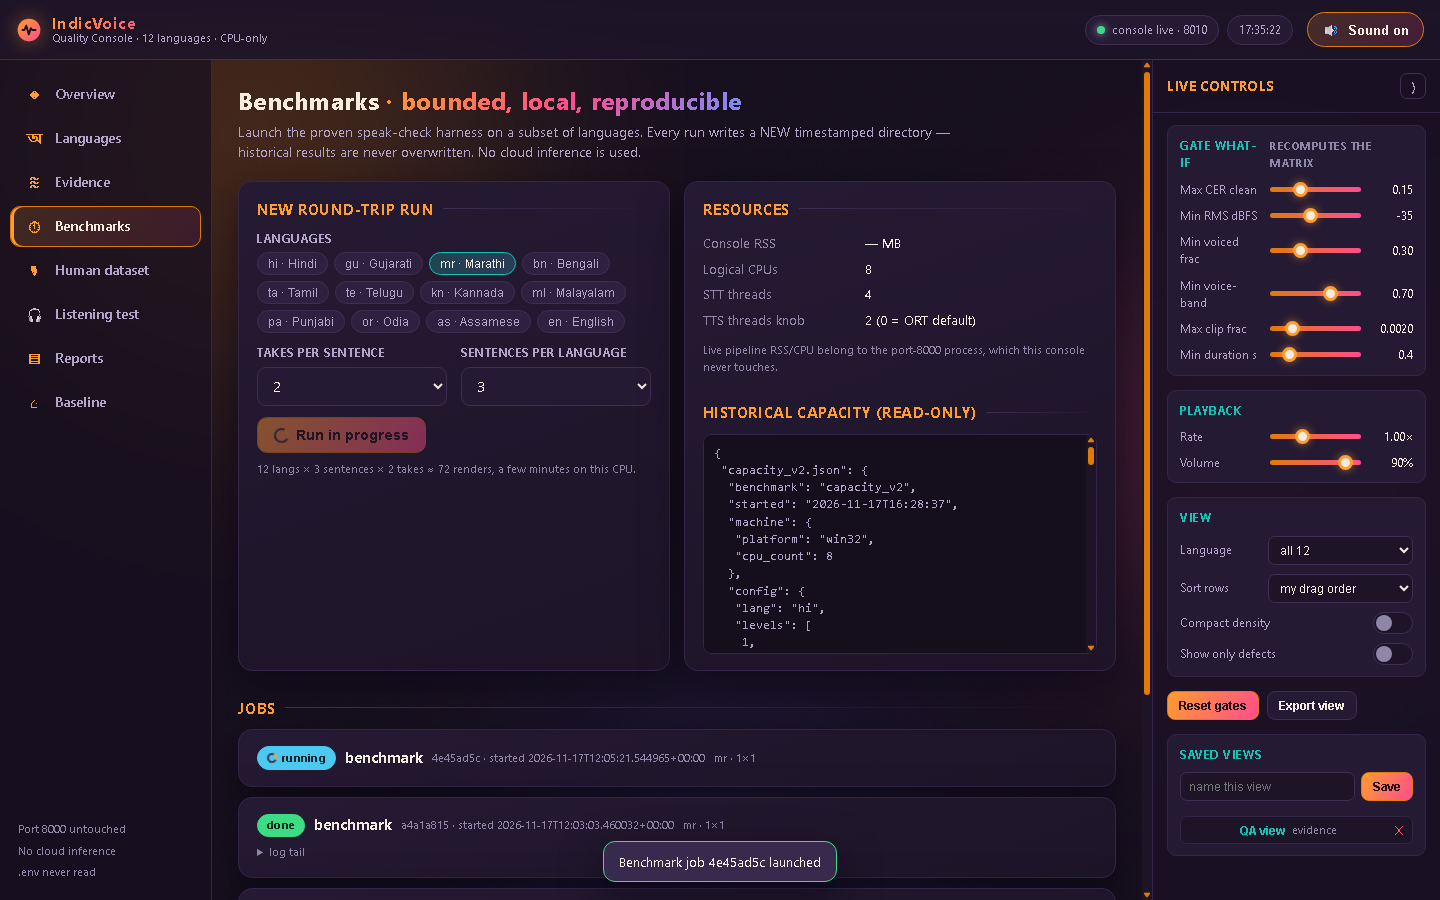 IndicVoice
Quality Console · 12 languages · CPU-only
console live · 8010
17:35:22
Sound on
Overview
Languages
Evidence
Benchmarks
Human dataset
Listening test
Reports
Baseline
Port 8000 untouched
No cloud inference
.env never read
Benchmarks · bounded, local, reproducible
Launch the proven speak-check harness on a subset of languages. Every run writes a NEW timestamped directory —
historical results are never overwritten. No cloud inference is used.
NEW ROUND-TRIP RUN
LANGUAGES
hi · Hindi
gu · Gujarati
mr · Marathi
bn · Bengali
ta · Tamil
te · Telugu
kn · Kannada
ml · Malayalam
pa · Punjabi
or · Odia
as · Assamese
en · English
TAKES PER SENTENCE
SENTENCES PER LANGUAGE
2
3
Run in progress
12 langs × 3 sentences × 2 takes ≈ 72 renders, a few minutes on this CPU.
RESOURCES
Console RSS — MB
Logical CPUs 8
STT threads 4
TTS threads knob 2 (0 = ORT default)
Live pipeline RSS/CPU belong to the port-8000 process, which this console
never touches.
HISTORICAL CAPACITY (READ-ONLY)
{
"capacity_v2.json": {
"benchmark": "capacity_v2",
"started": "2026-11-17T16:28:37",
"machine": {
"platform": "win32",
"cpu_count": 8
},
"config": {
"lang": "hi",
"levels": [
1,
JOBS
running benchmark 4e45ad5c · started 2026-11-17T12:05:21.544965+00:00 mr · 1×1
done benchmark a4a1a815 · started 2026-11-17T12:03:03.460032+00:00 mr · 1×1
log tail
Benchmark job 4e45ad5c launched
LIVE CONTROLS
GATE WHAT-
IF
RECOMPUTES THE
MATRIX
Max CER clean 0.15
Min RMS dBFS -35
Min voiced
frac
0.30
Min voice-
band
0.70
Max clip frac 0.0020
Min duration s 0.4
PLAYBACK
Rate 1.00×
Volume 90%
VIEW
Language all 12
Sort rows my drag order
Compact density
Show only defects
Reset gates
Export view
SAVED VIEWS
name this view
Save
QA view evidence